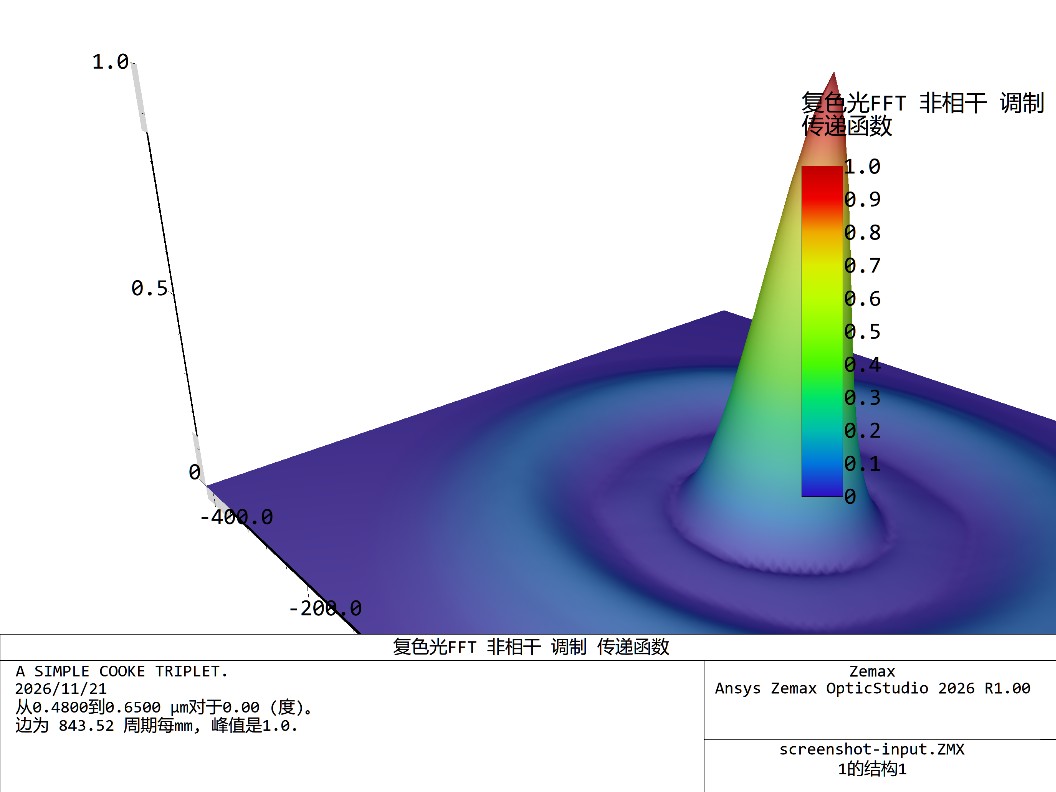 1.0
0.5
0
-400.0
-200.0
复色光FFT 非相干 调制
传递函数
1.0
0.9
0.8
0.7
0.6
0.5
0.4
0.3
0.2
0.1
0
复色光FFT 非相干 调制 传递函数
A SIMPLE COOKE TRIPLET.
2026/11/21
从0.4800到0.6500 µm对于0.00 (度)。
边为 843.52 周期每mm, 峰值是1.0.
Zemax
Ansys Zemax OpticStudio 2026 R1.00
screenshot-input.ZMX
1的结构1